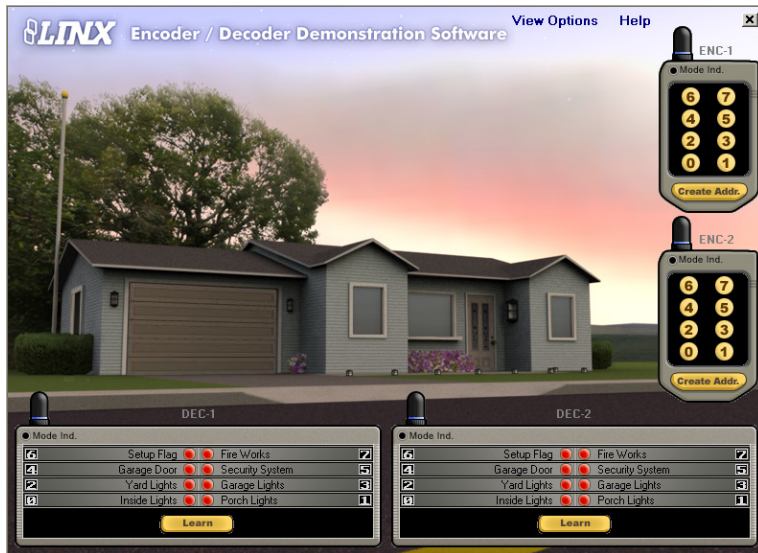 LINX Encoder / Decoder Demonstration Software
View Options Help
ENC-1
Mode Ind.
6 7
4 5
2 3
0 1
Create Addr.
ENC-2
Mode Ind.
6 7
4 5
2 3
0 1
Create Addr.
DEC-1
Mode Ind.
6 Setup Flag Fire Works 7
4 Garage Door Security System 5
2 Yard Lights Garage Lights 3
0 Inside Lights Porch Lights 1
Learn
DEC-2
Mode Ind.
6 Setup Flag Fire Works 7
4 Garage Door Security System 5
2 Yard Lights Garage Lights 3
0 Inside Lights Porch Lights 1
Learn